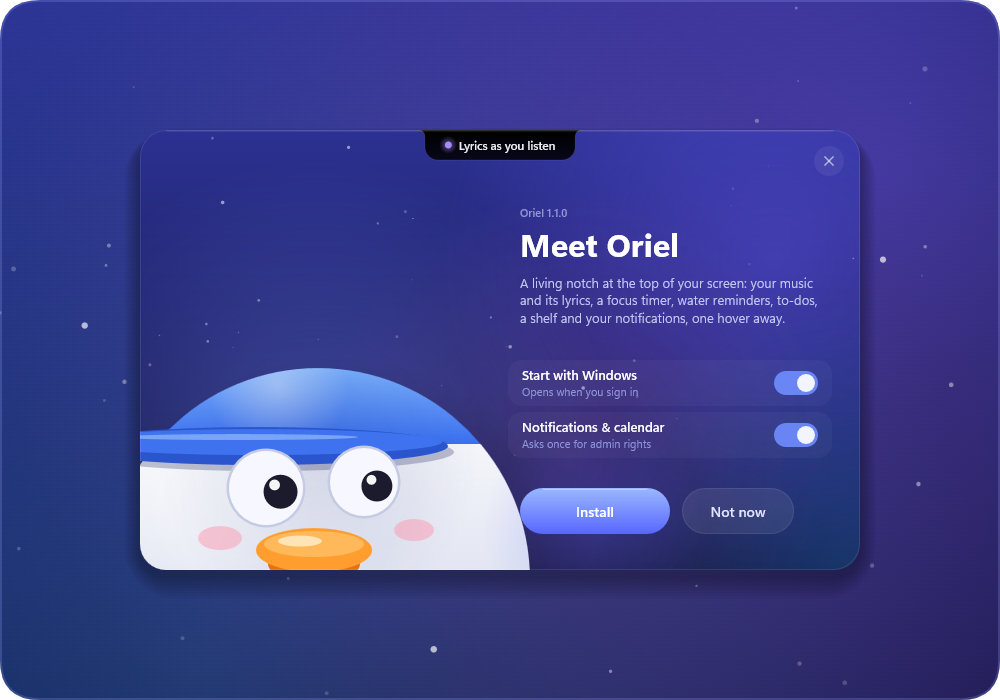 Lyrics as you listen
Oriel 1.1.0
Meet Oriel
A living notch at the top of your screen: your music
and its lyrics, a focus timer, water reminders, to-dos,
a shelf and your notifications, one hover away.
Start with Windows
Opens when you sign in
Notifications & calendar
Asks once for admin rights
Install
Not now